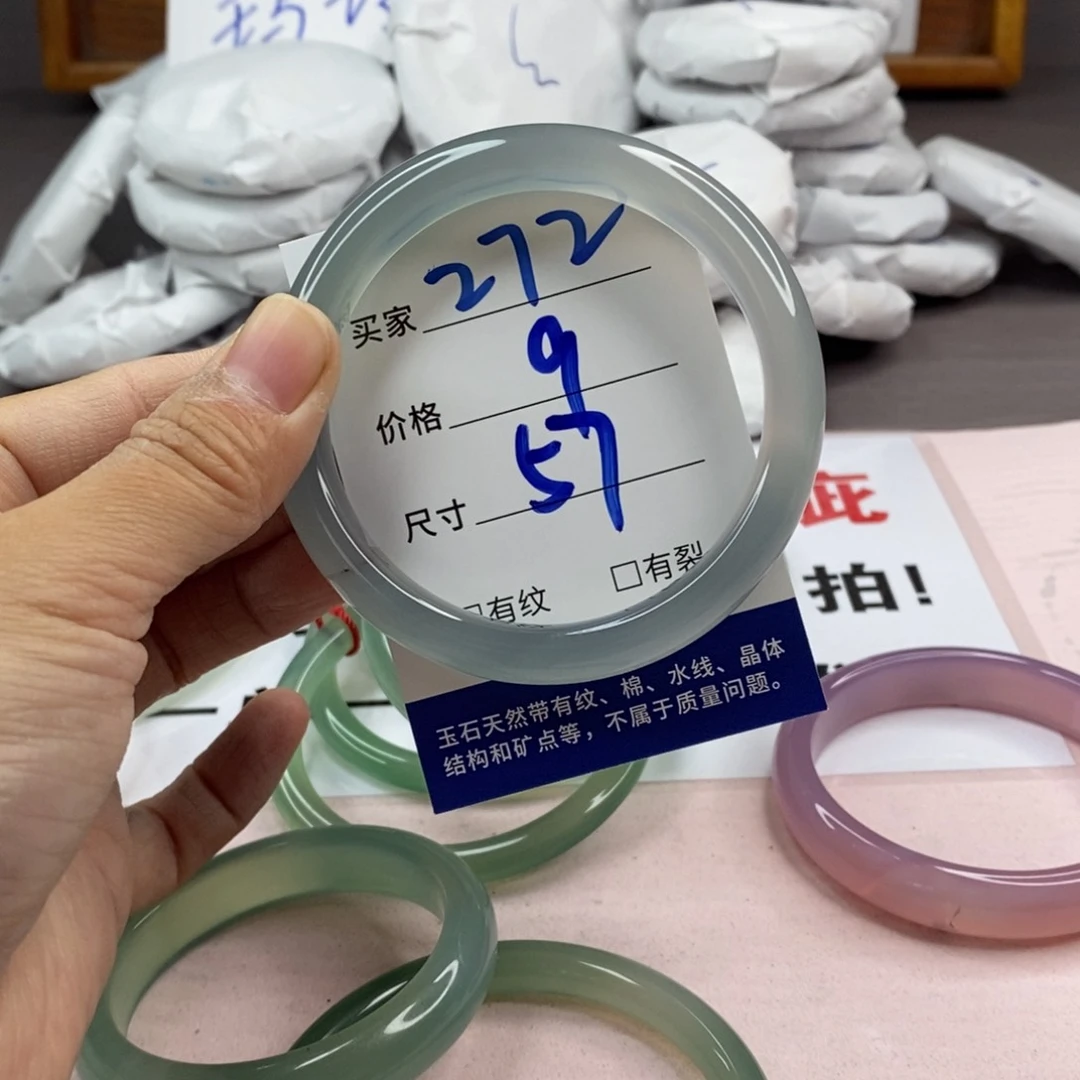 买家 272
价格 9
尺寸 57
□有纹 □有裂
玉石天然带有纹、棉、水线、晶体
结构和矿点等，不属于质量问题。
疵
拍！